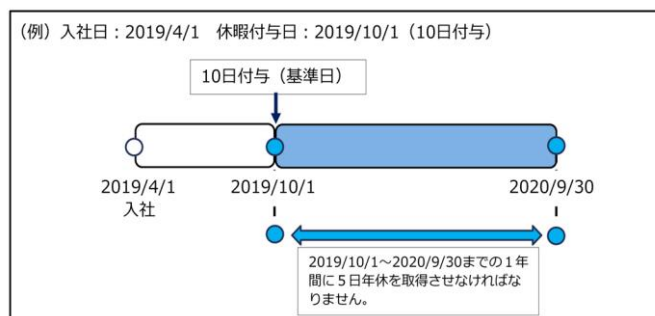 （例）入社日：2019/4/1　休暇付与日：2019/10/1（10日付与）
10日付与（基準日）
2019/4/1
入社
2019/10/1
2020/9/30
2019/10/1～2020/9/30までの１年
間に５日年休を取得させなければな
りません。